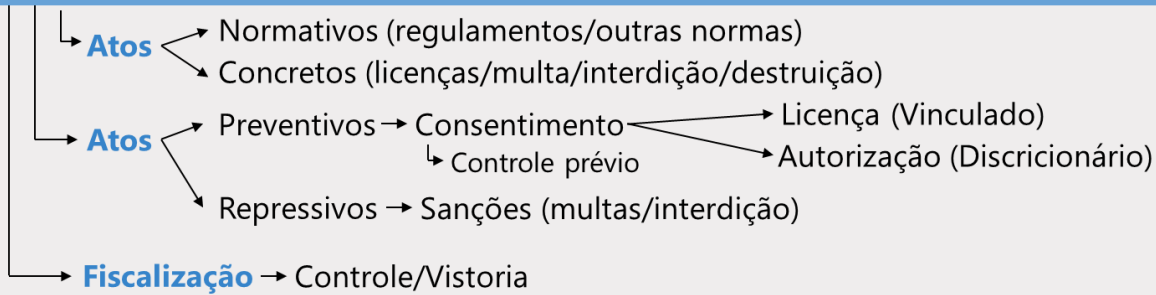 Atos
Normativos (regulamentos/outras normas)
Concretos (licenças/multa/interdição/destruição)
Atos
Preventivos
Consentimento
Controle prévio
Licença (Vinculado)
Autorização (Discricionário)
Repressivos
Sanções (multas/interdição)
Fiscalização
Controle/Vistoria